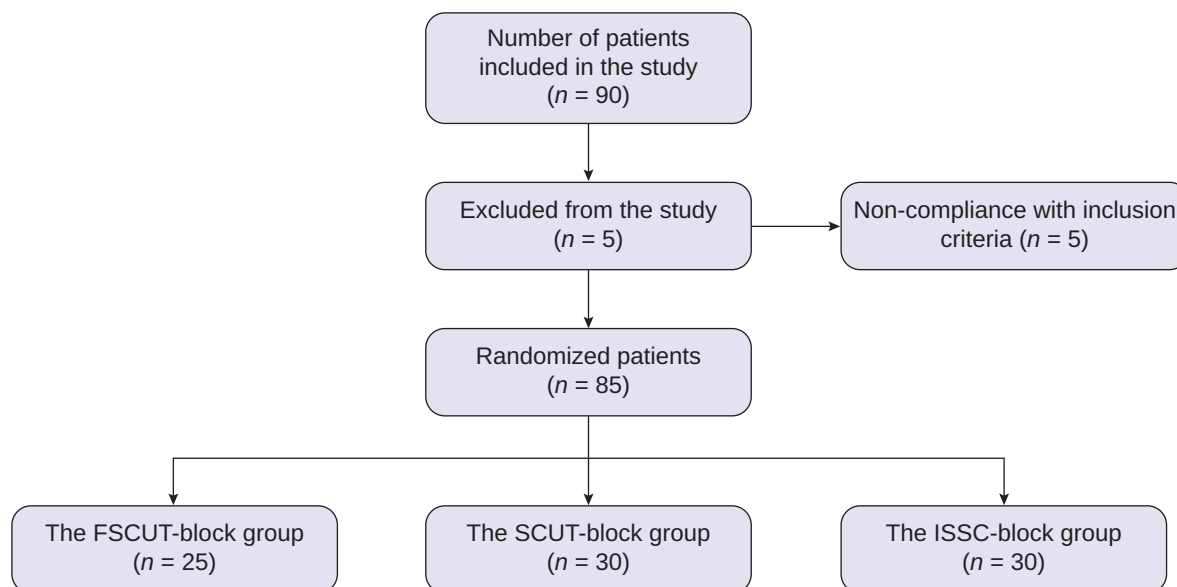 Number of patients
included in the study
(n = 90)
Excluded from the study
(n = 5)
Non-compliance with inclusion
criteria (n = 5)
Randomized patients
(n = 85)
The FSCUT-block group
(n = 25)
The SCUT-block group
(n = 30)
The ISSC-block group
(n = 30)